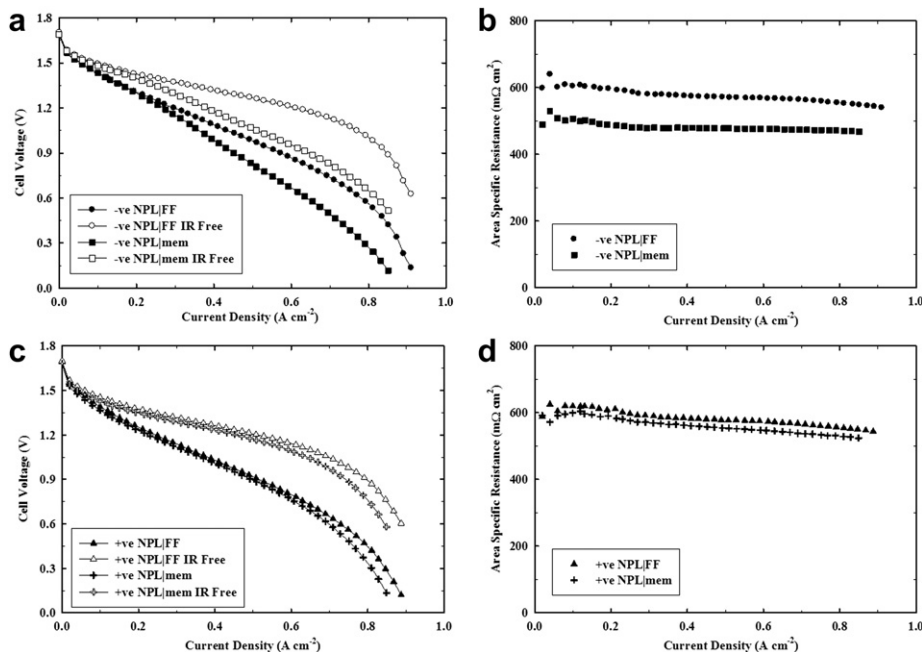 a
1.8
1.5
1.2
0.9
0.6
0.3
0.0
Cell Voltage (V)
-ve NPL|FF
-ve NPL|FF IR Free
-ve NPL|mem
-ve NPL|mem IR Free
0.0 0.2 0.4 0.6 0.8 1.0
Current Density (A cm-2)
b
800
600
400
200
0
Area Specific Resistance (mΩ cm2)
-ve NPL|FF
-ve NPL|mem
0.0 0.2 0.4 0.6 0.8 1.0
Current Density (A cm-2)
c
1.8
1.5
1.2
0.9
0.6
0.3
0.0
Cell Voltage (V)
+ve NPL|FF
+ve NPL|FF IR Free
+ve NPL|mem
+ve NPL|mem IR Free
0.0 0.2 0.4 0.6 0.8 1.0
Current Density (A cm-2)
d
800
600
400
200
0
Area Specific Resistance (mΩ cm2)
+ve NPL|FF
+ve NPL|mem
0.0 0.2 0.4 0.6 0.8 1.0
Current Density (A cm-2)